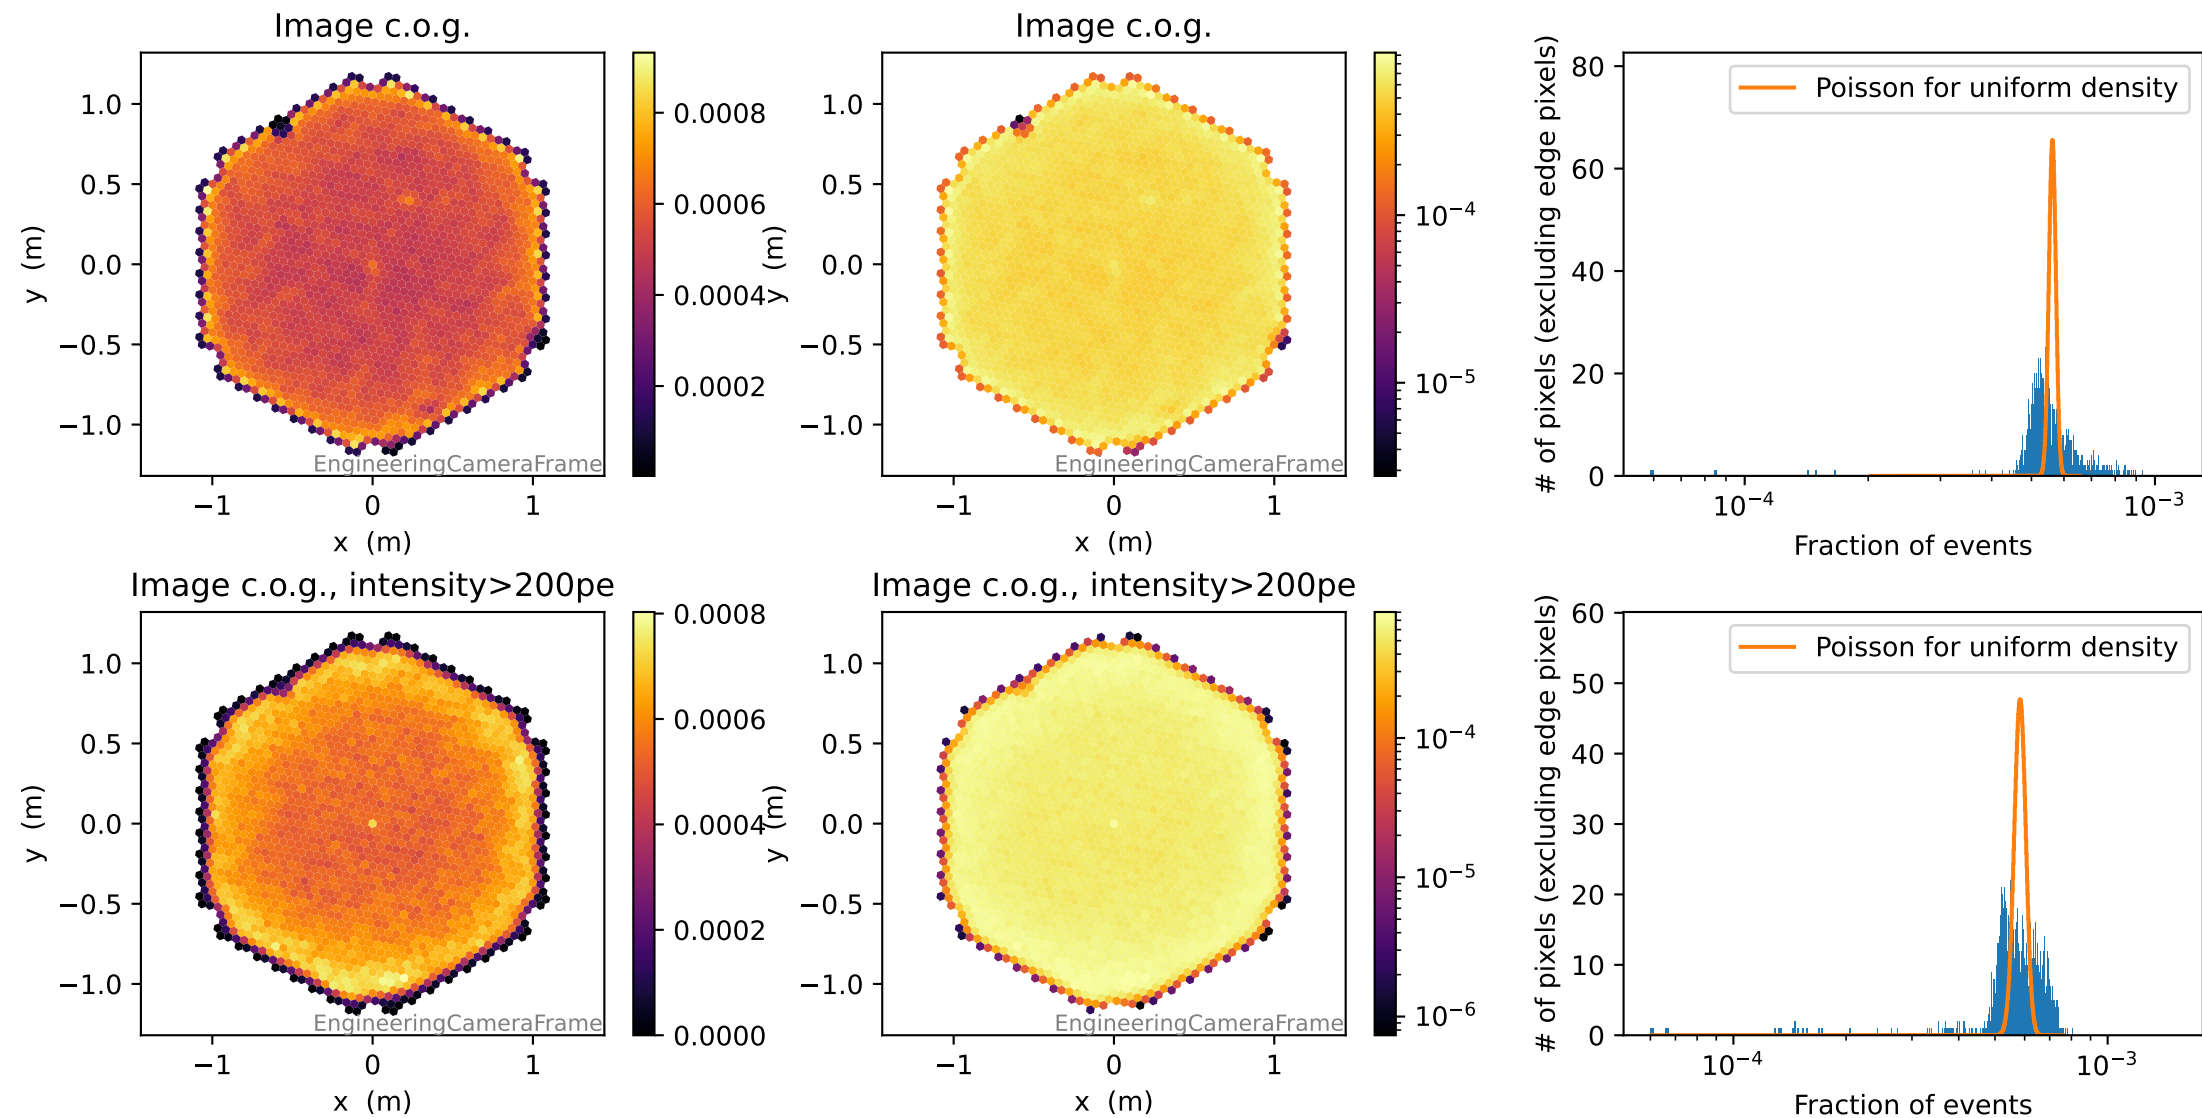 Image c.o.g.
y (m)
1.0
0.5
0.0
−0.5
−1.0
−1 0 1
x (m)
EngineeringCameraFrame
0.0008
0.0006
0.0004
0.0002
Image c.o.g.
y (m)
1.0
0.5
0.0
−0.5
−1.0
−1 0 1
x (m)
EngineeringCameraFrame
10−4
10−5
# of pixels (excluding edge pixels)
80
60
40
20
0
Poisson for uniform density
10−4 10−3
Fraction of events
Image c.o.g., intensity>200pe
y (m)
1.0
0.5
0.0
−0.5
−1.0
−1 0 1
x (m)
EngineeringCameraFrame
0.0008
0.0006
0.0004
0.0002
0.0000
Image c.o.g., intensity>200pe
y (m)
1.0
0.5
0.0
−0.5
−1.0
−1 0 1
x (m)
EngineeringCameraFrame
10−4
10−5
10−6
# of pixels (excluding edge pixels)
60
50
40
30
20
10
0
Poisson for uniform density
10−4 10−3
Fraction of events